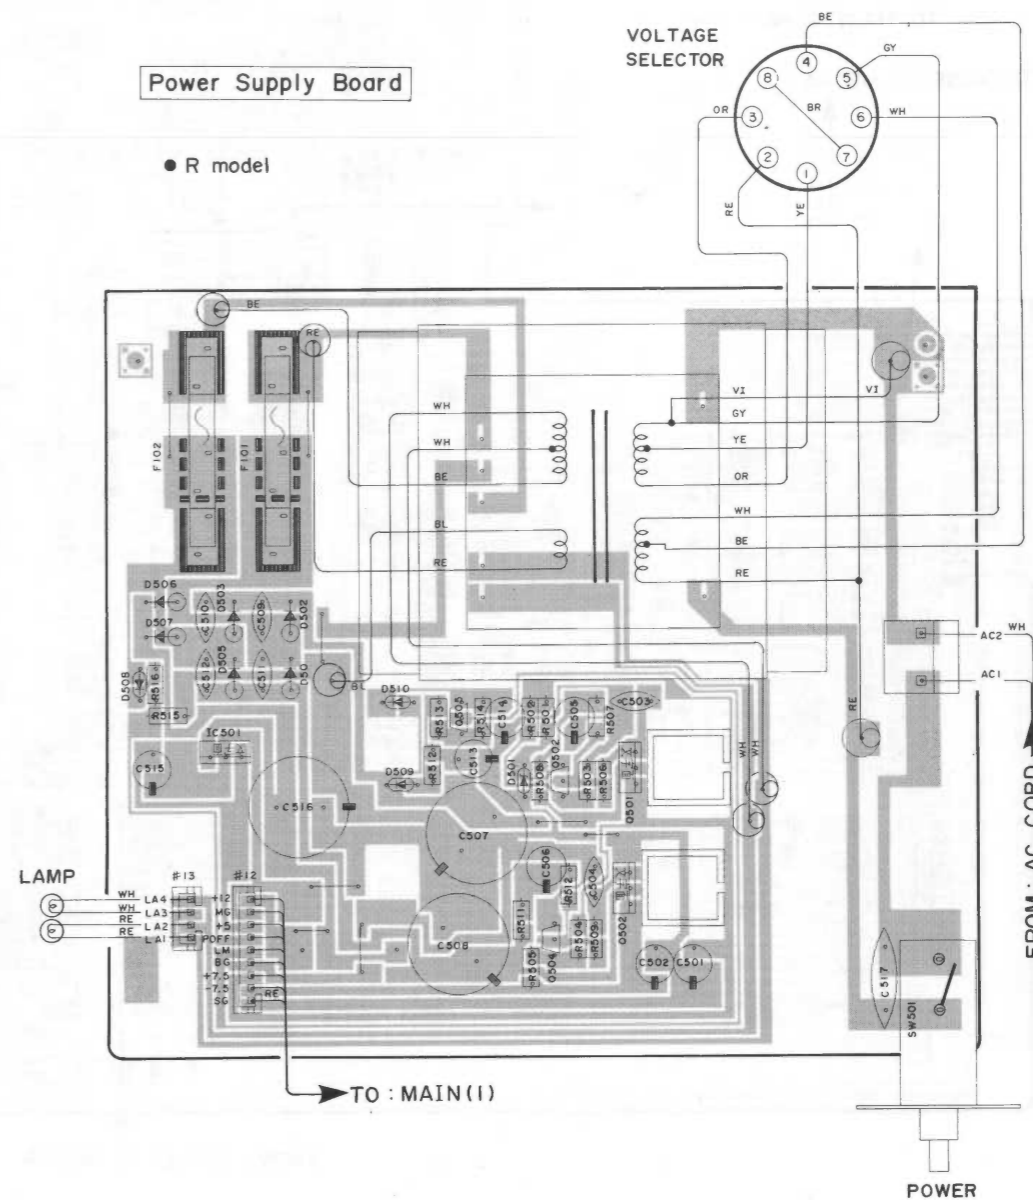 Power Supply Board
● R model
VOLTAGE
SELECTOR
BE
GY
OR
BR
WH
4
5
8
3
6
2
7
1
RE
YE
BE
RE
F102
F101
WH
WH
BE
BL
RE
VI
VI
GY
YE
OR
WH
BE
RE
D506
D507
D503
D502
C510
C509
D508
R516
C512
D505
C511
D50
R515
BL
IC501
C515
C516
D510
R513
Q505
R514
C514
R502
R501
C505
R507
C503
D509
R512
C513
D501
R508
Q502
R503
R506
Q501
C507
C506
R512
C504
Q502
C508
R511
R505
Q504
R504
R509
C502
C501
WH
WH
RE
AC2
WH
AC1
FROM: AC CORD
C517
SW501
POWER
LAMP
#13
#12
WH LA4
WH LA3
RE LA2
RE LA1
+12
MG
+5
POFF
LM
BG
+7.5
-7.5
SG
RE
TO : MAIN(1)